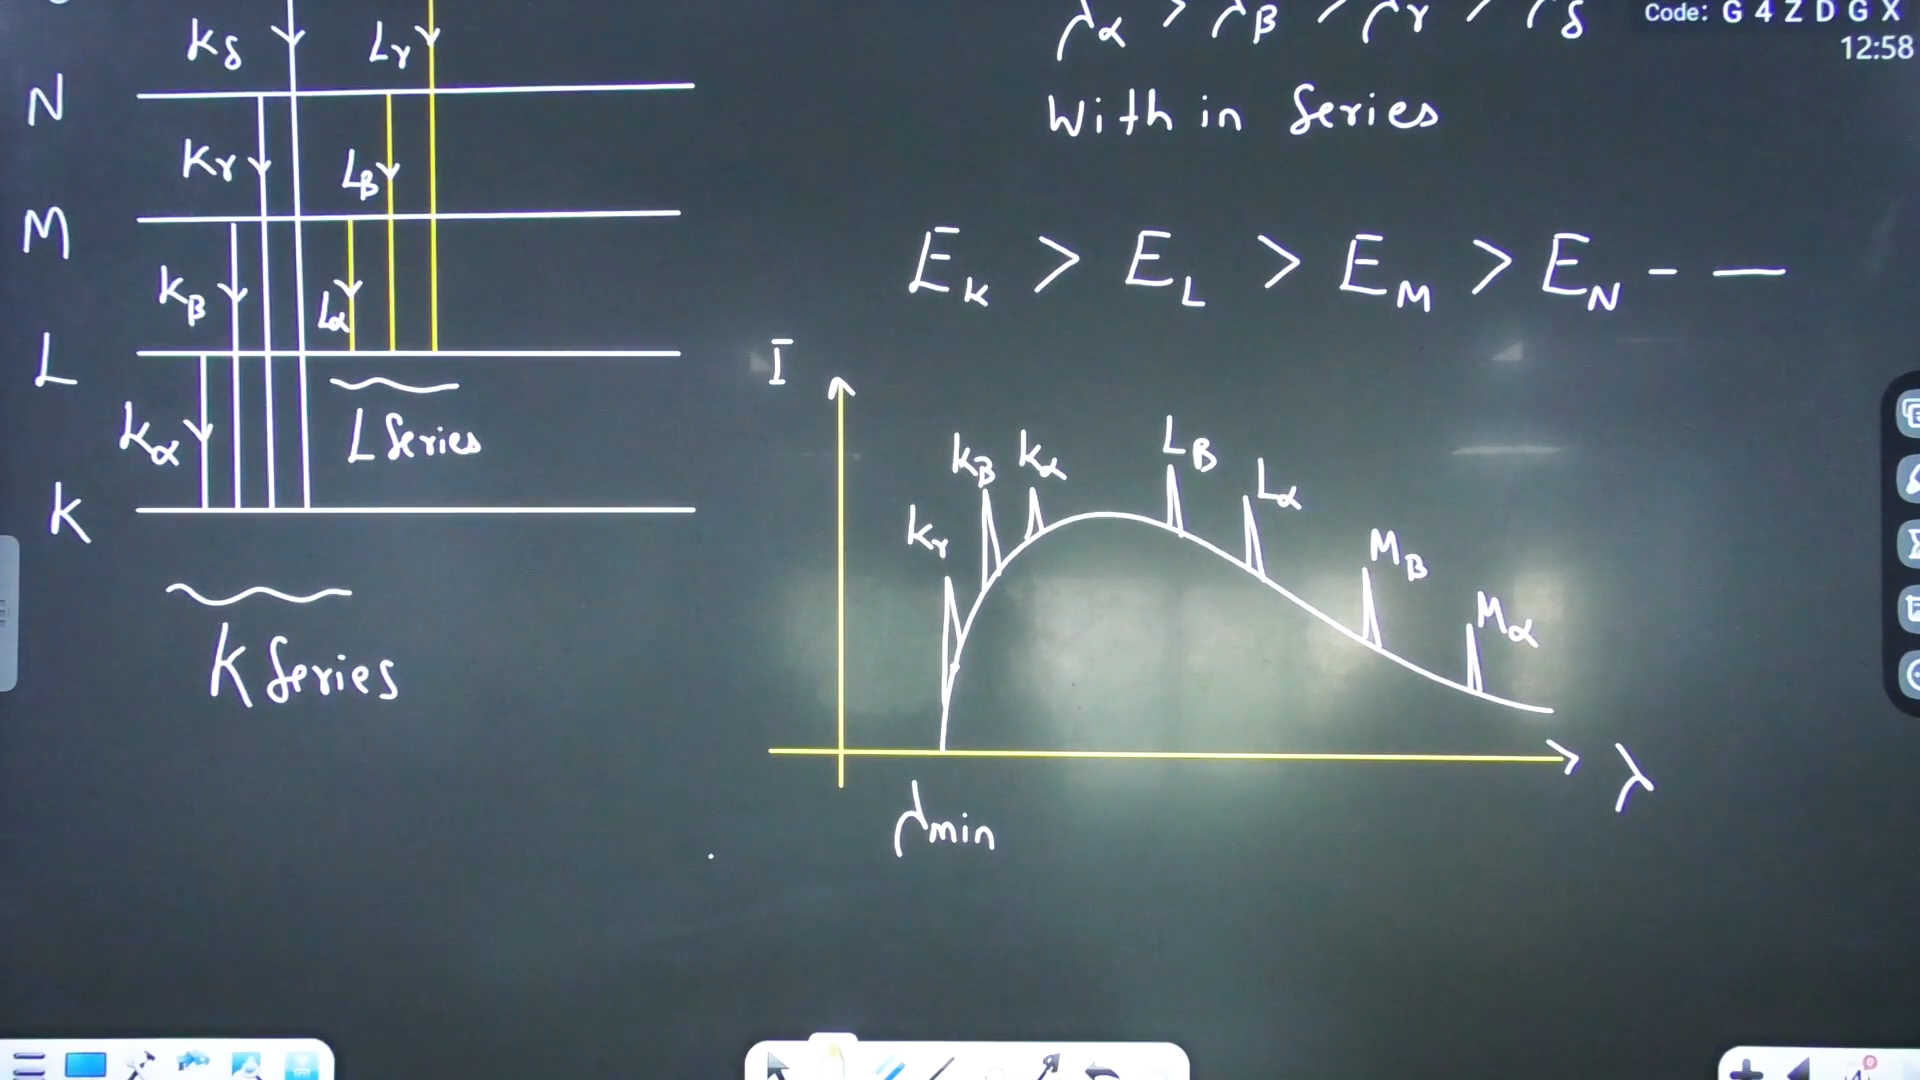 λα > λβ > λγ > λδ
Code: G 4 Z D G X
12:58
With in Series
Kδ Lγ
N
Kγ Lβ
M
EK > EL > EM > EN - —
Kβ Lα
L
L Series
Kα
K
K Series
I
Kγ Kβ Kα Lβ Lα Mβ Mα
λmin
λ